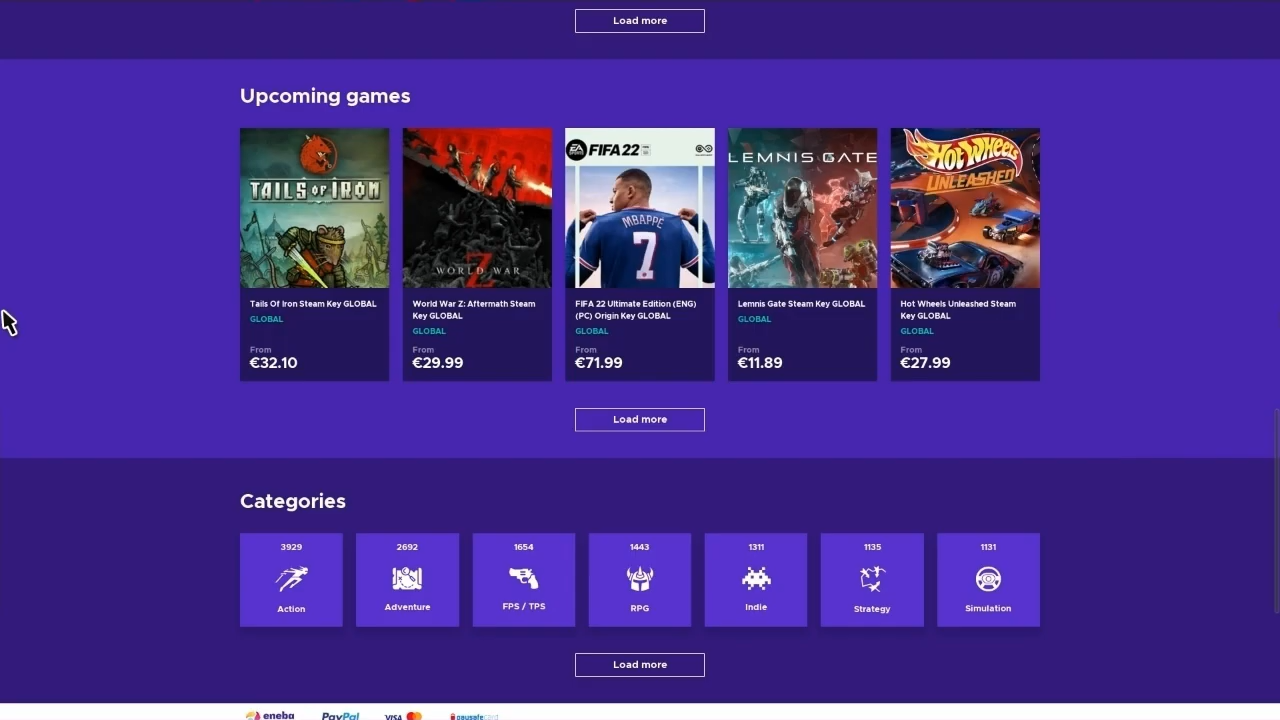 Load more
Upcoming games
TAILS OF IRON
WORLD WAR Z
EA SPORTS FIFA 22
MBAPPÉ
7
LEMNIS GATE
HOT WHEELS
UNLEASHED
Tails Of Iron Steam Key GLOBAL
GLOBAL
From
€32.10
World War Z: Aftermath Steam
Key GLOBAL
GLOBAL
From
€29.99
FIFA 22 Ultimate Edition (ENG)
(PC) Origin Key GLOBAL
GLOBAL
From
€71.99
Lemnis Gate Steam Key GLOBAL
GLOBAL
From
€11.89
Hot Wheels Unleashed Steam
Key GLOBAL
GLOBAL
From
€27.99
Load more
Categories
3929
Action
2692
Adventure
1654
FPS / TPS
1443
RPG
1311
Indie
1135
Strategy
1131
Simulation
Load more
eneba PayPal VISA paysafecard